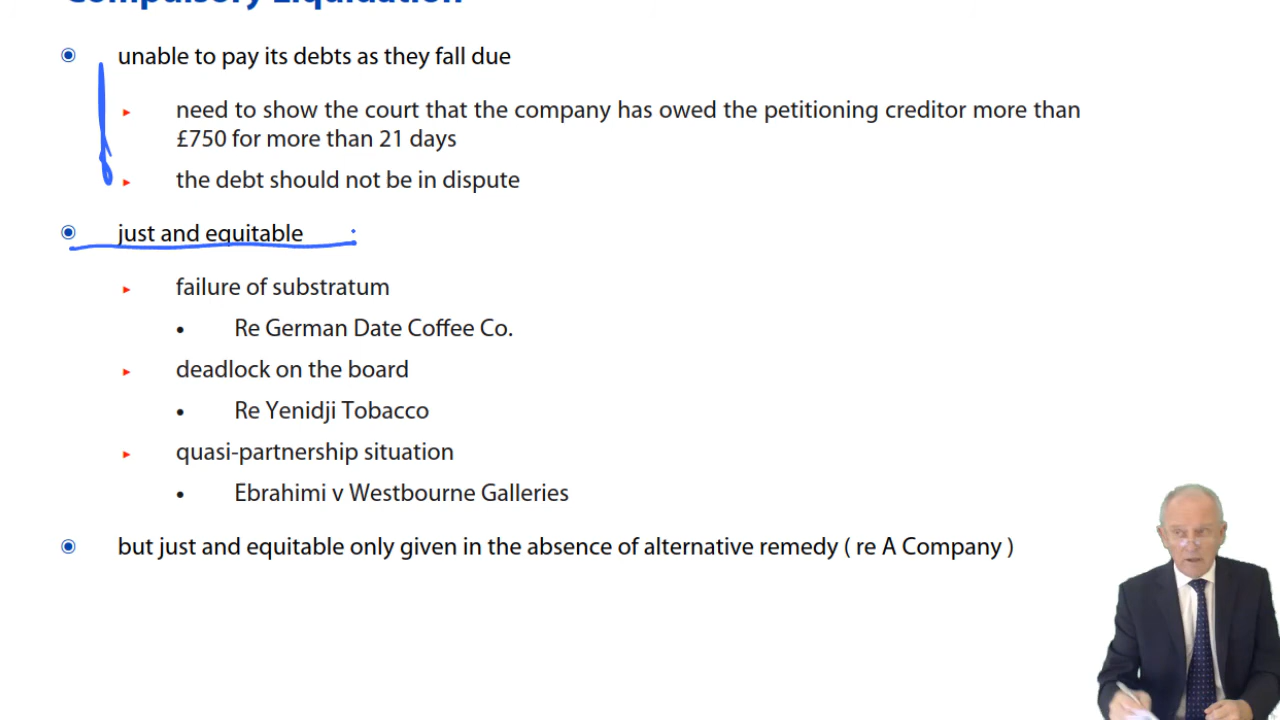 Compulsory Liquidation
unable to pay its debts as they fall due
need to show the court that the company has owed the petitioning creditor more than
£750 for more than 21 days
the debt should not be in dispute
just and equitable
failure of substratum
Re German Date Coffee Co.
deadlock on the board
Re Yenidji Tobacco
quasi-partnership situation
Ebrahimi v Westbourne Galleries
but just and equitable only given in the absence of alternative remedy ( re A Company )